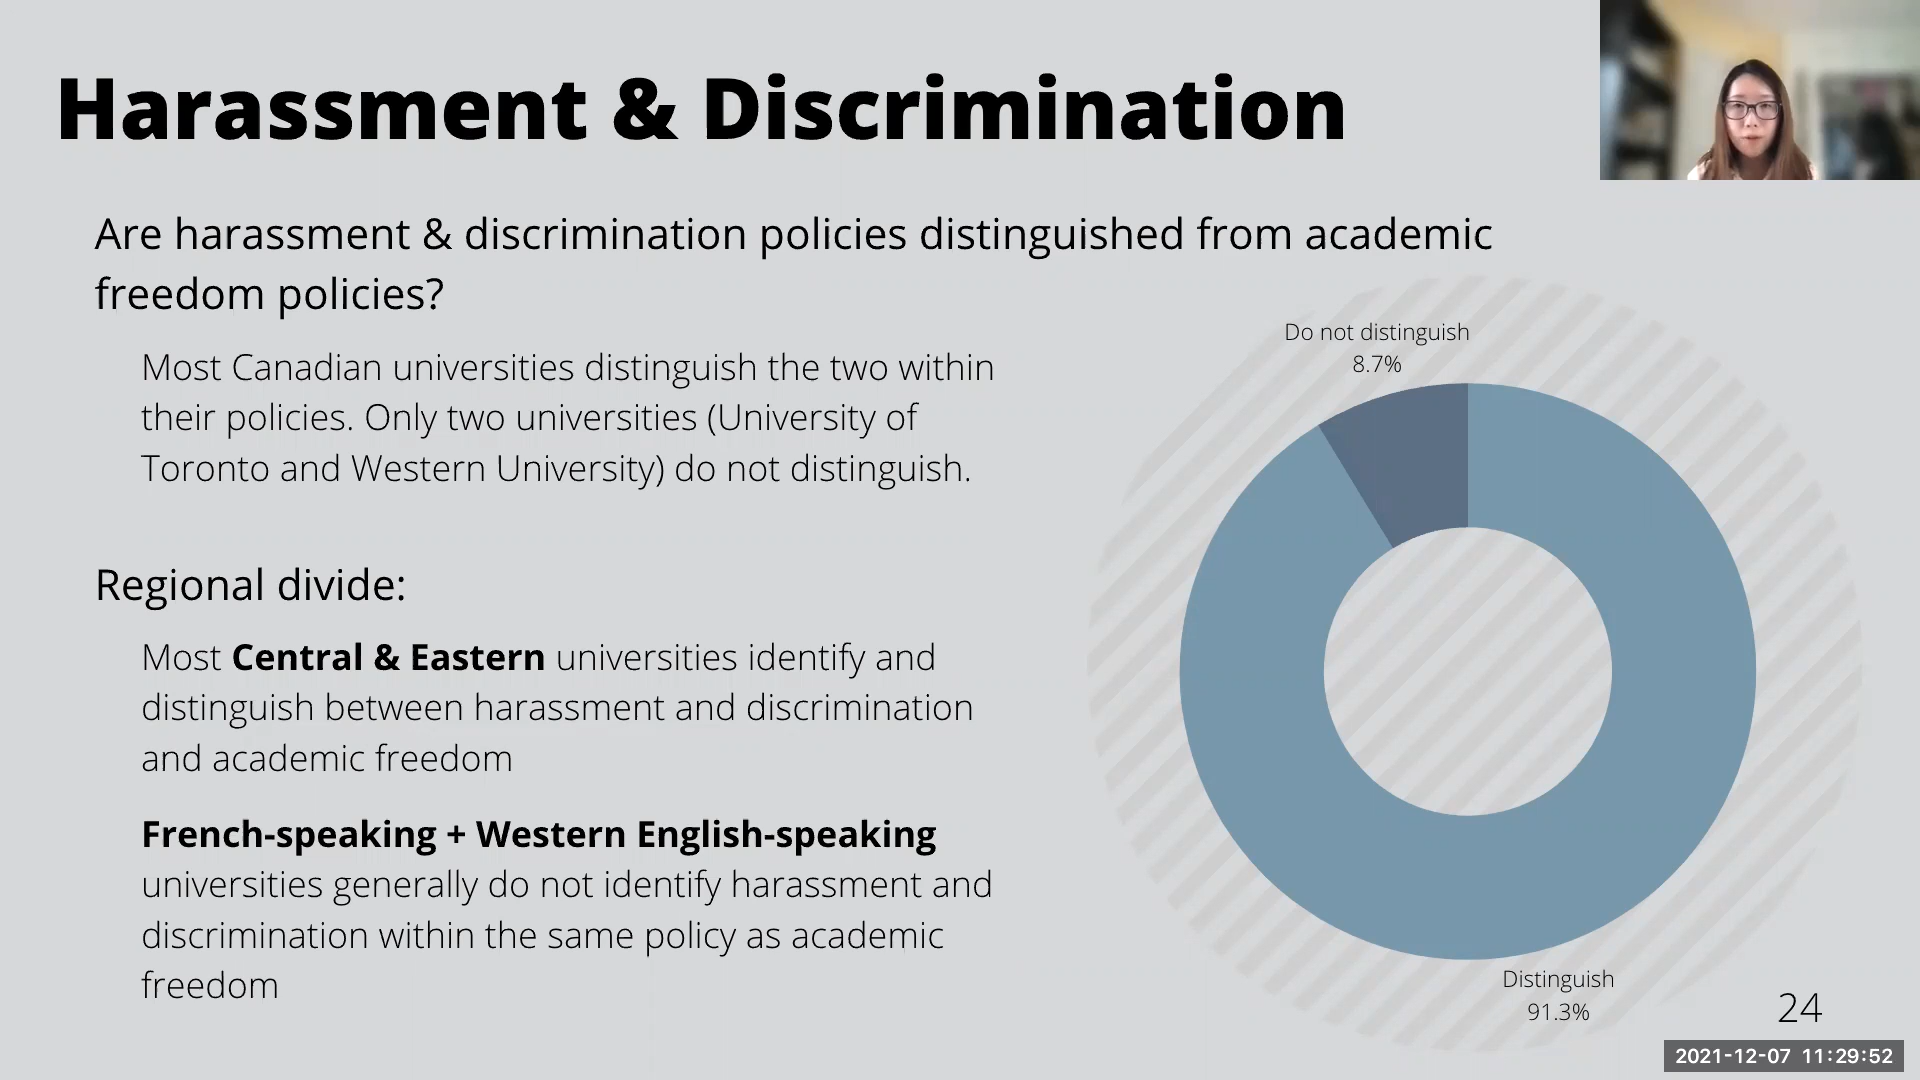 Harassment & Discrimination
Are harassment & discrimination policies distinguished from academic
freedom policies?
Most Canadian universities distinguish the two within
their policies. Only two universities (University of
Toronto and Western University) do not distinguish.
Regional divide:
Most Central & Eastern universities identify and
distinguish between harassment and discrimination
and academic freedom
French-speaking + Western English-speaking
universities generally do not identify harassment and
discrimination within the same policy as academic
freedom
Do not distinguish
8.7%
Distinguish
91.3%
24
2021-12-07 11:29:52